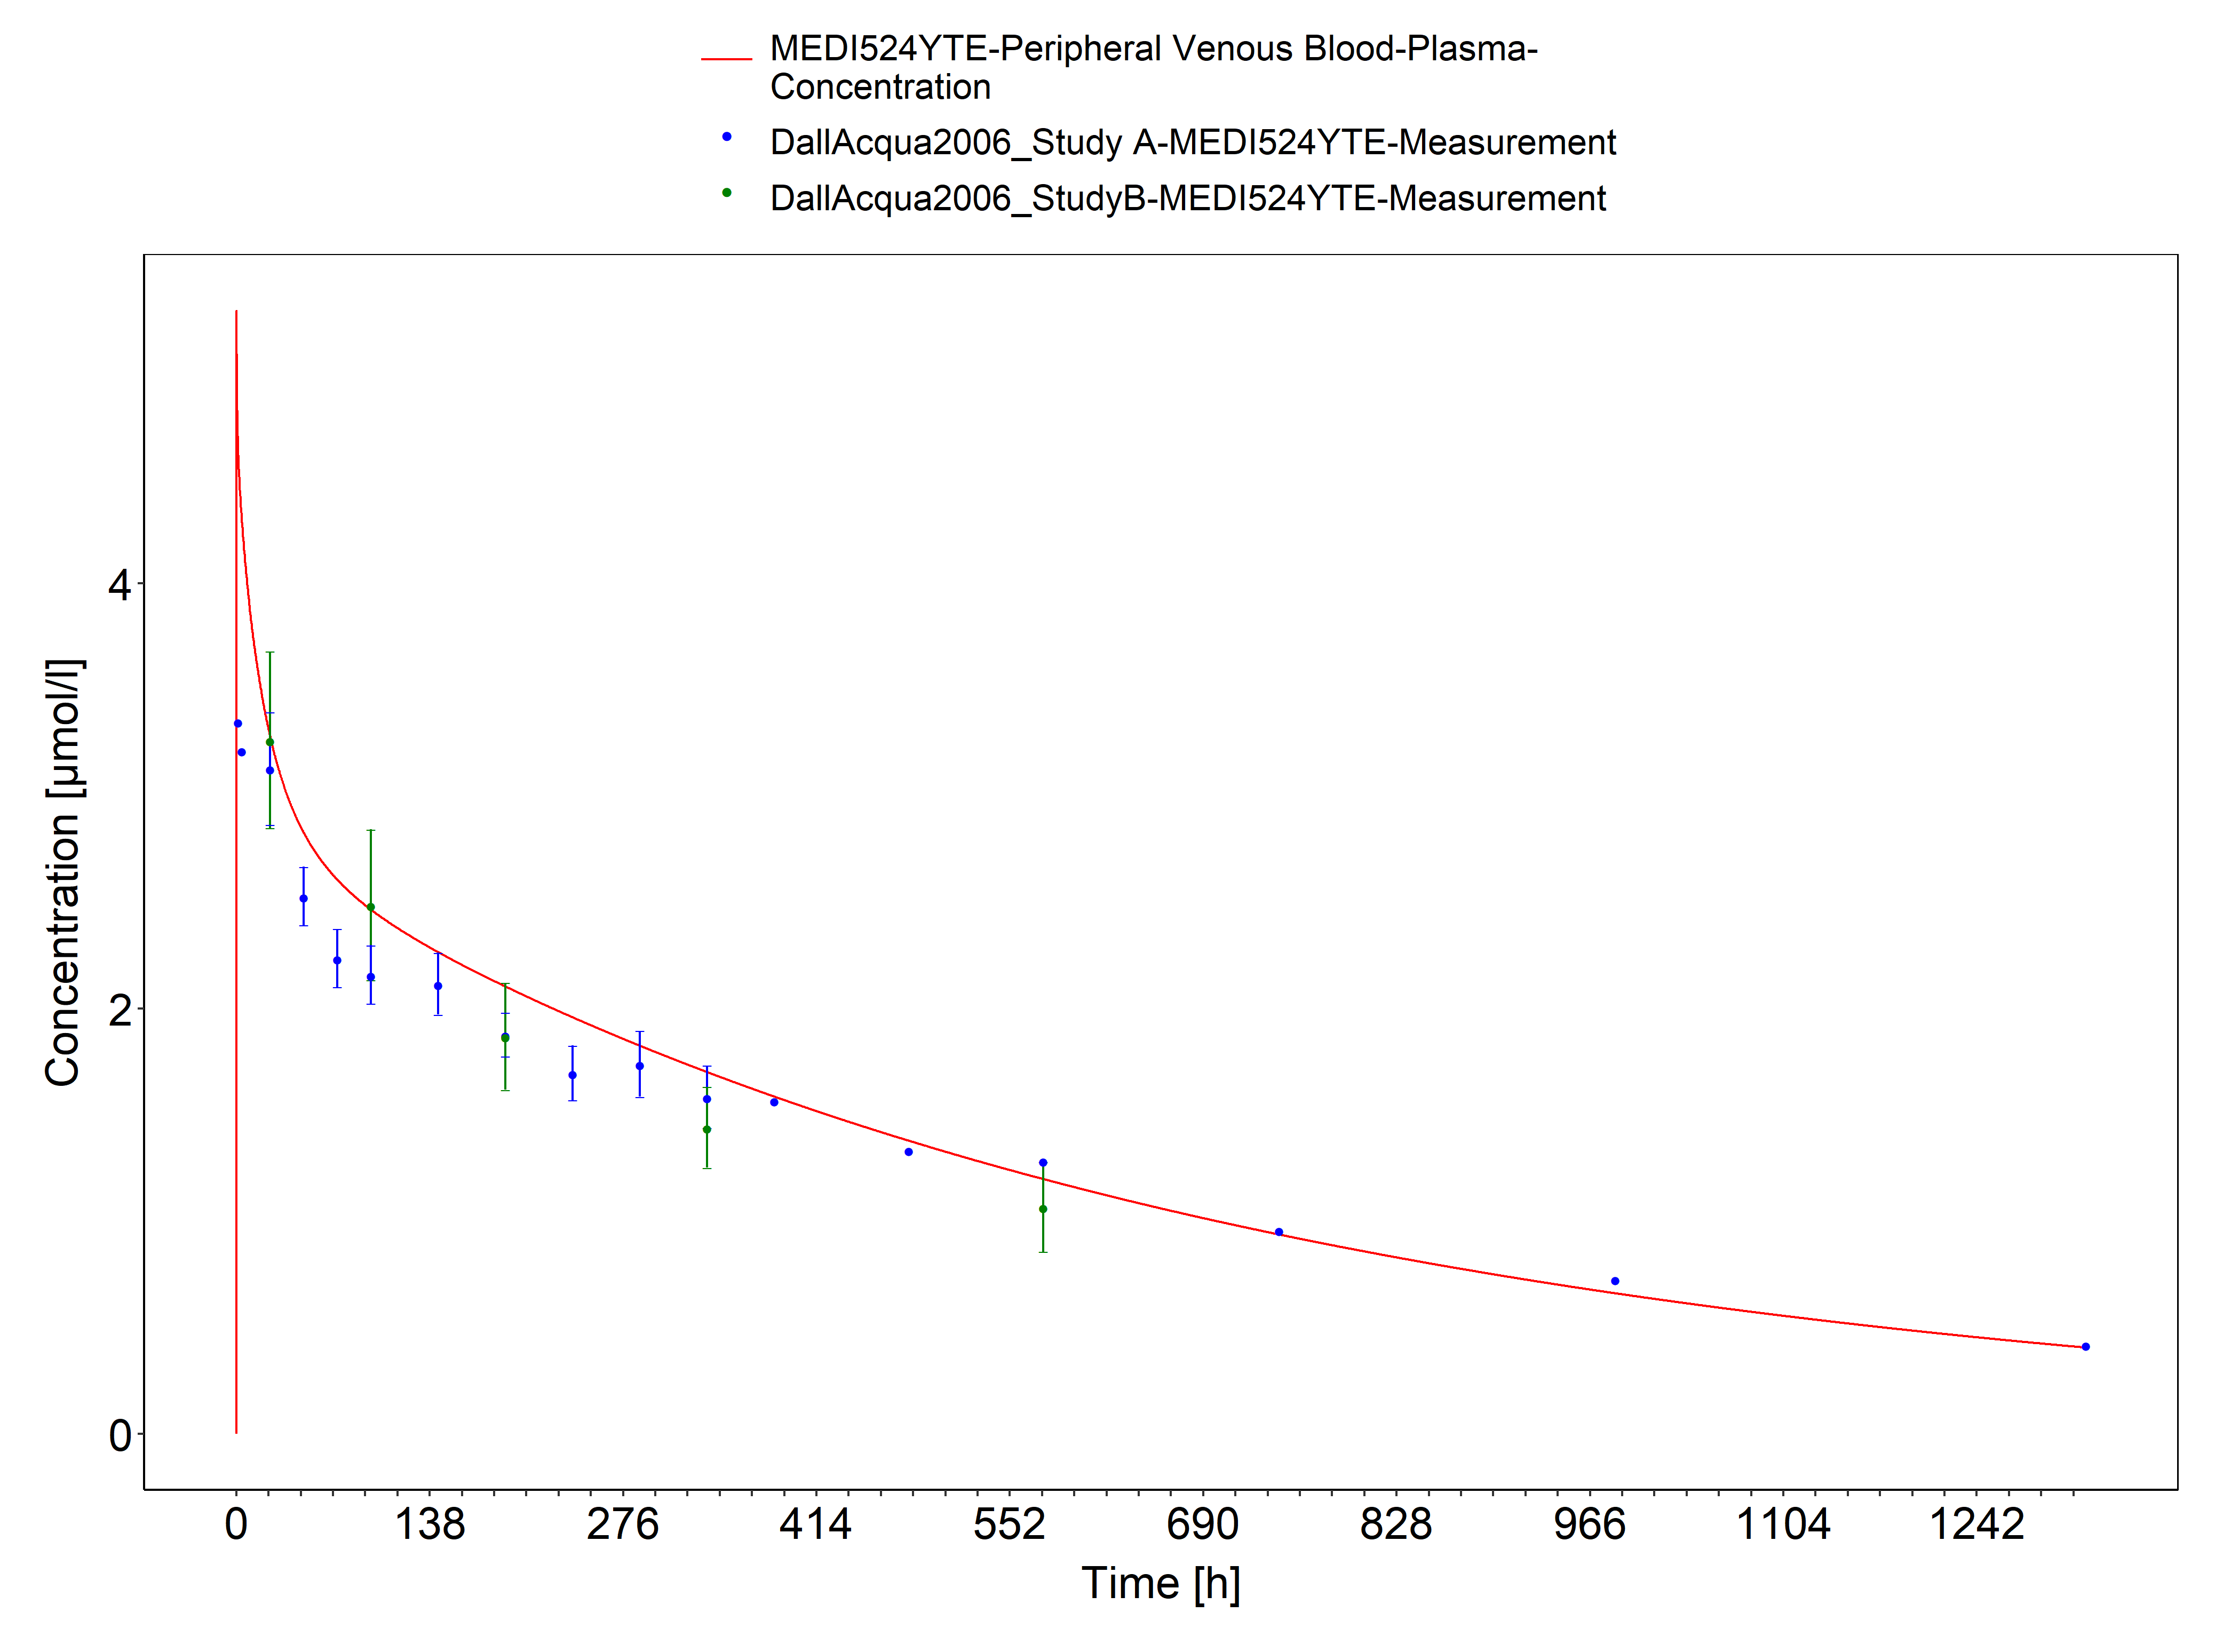 MEDI524YTE-Peripheral Venous Blood-Plasma-
Concentration
DallAcqua2006_Study A-MEDI524YTE-Measurement
DallAcqua2006_StudyB-MEDI524YTE-Measurement
Concentration [µmol/l]
4
2
0
0 138 276 414 552 690 828 966 1104 1242
Time [h]